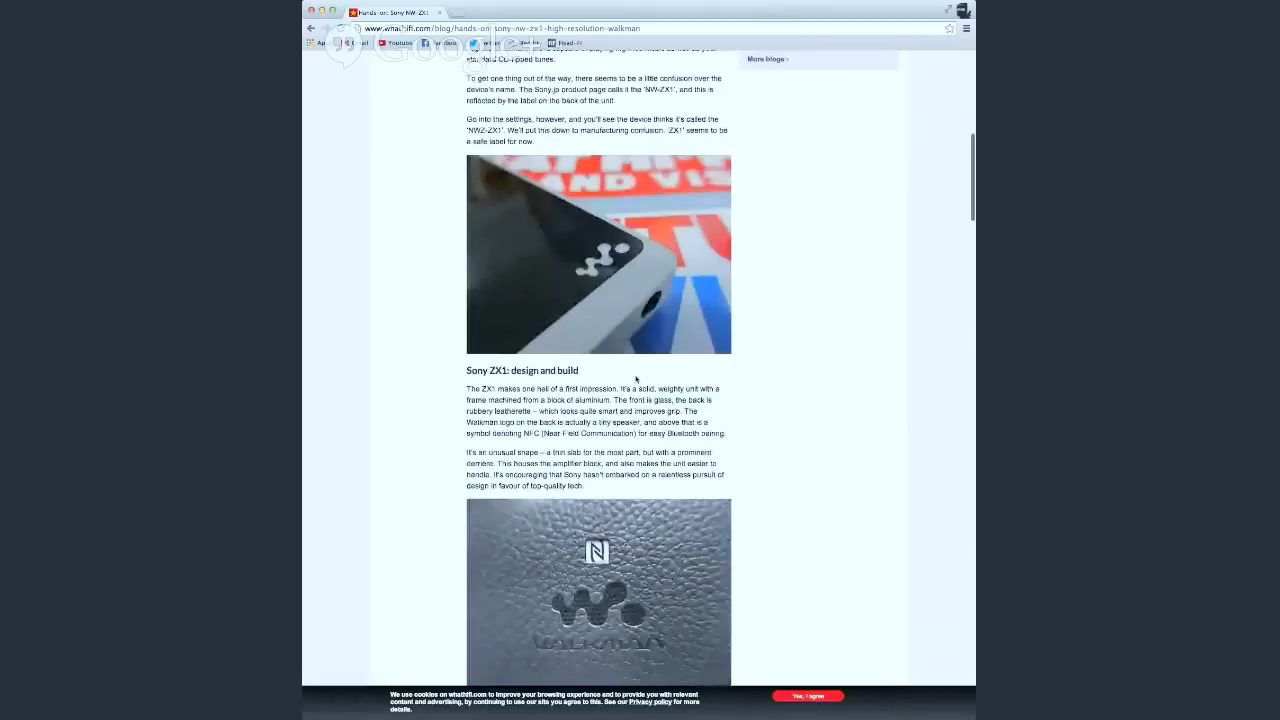 Hands-on: Sony NW-ZX1
www.whathifi.com/blog/hands-on-sony-nw-zx1-high-resolution-walkman
Youtube
Head-Fi
More blogs
CD-ripped tunes.
To get one thing out of the way, there seems to be a little confusion over the
device's name. The Sony.jp product page calls it the 'NW-ZX1', and this is
reflected by the label on the back of the unit.
Go into the settings, however, and you'll see the device thinks it's called the
'NWZ-ZX1'. We'll put this down to manufacturing confusion. 'ZX1' seems to be
a safe label for now.
AND VIS
Sony ZX1: design and build
The ZX1 makes one hell of a first impression. It's a solid, weighty unit with a
frame machined from a block of aluminium. The front is glass, the back is
rubbery leatherette – which looks quite smart and improves grip. The
Walkman logo on the back is actually a tiny speaker, and above that is a
symbol denoting NFC (Near Field Communication) for easy Bluetooth pairing.
It's an unusual shape – a thin slab for the most part, but with a prominent
derrière. This houses the amplifier block, and also makes the unit easier to
handle. It's encouraging that Sony hasn't embarked on a relentless pursuit of
design in favour of top-quality tech.
WALKMAN
We use cookies on whathifi.com to improve your browsing experience and to provide you with relevant
content and advertising, by continuing to use our site you agree to this. See our Privacy policy for more
details.
Yes, I agree